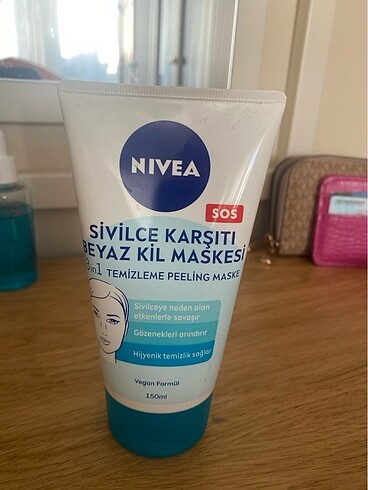 NIVEA
SOS
SİVİLCE KARŞITI
BEYAZ KİL MASKESİ
3in1 TEMİZLEME PEELING MASKE
Sivilceye neden olan
etkenlerle savaşır
Gözenekleri arındırır
Hijyenik temizlik sağlar
Vegan Formül
150ml